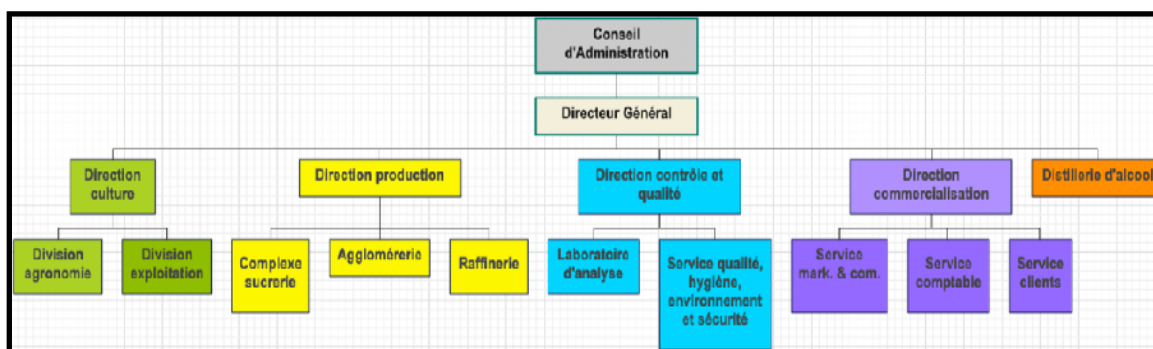 Conseil
d'Administration
Directeur Général
Direction
culture
Direction production
Direction contrôle et
qualité
Direction
commercialisation
Distillerie d'alcool
Division
agronomie
Division
exploitation
Complexe
sucrerie
Agglomérerie
Raffinerie
Laboratoire
d'analyse
Service qualité,
hygiène,
environnement
et sécurité
Service
mark. & com.
Service
comptable
Service
clients